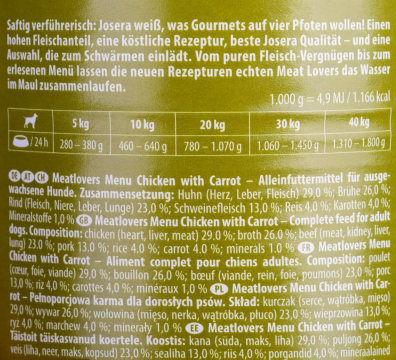 Saftig verführerisch: Josera weiß, was Gourmets auf vier Pfoten wollen! Einen
hohen Fleischanteil, eine köstliche Rezeptur, beste Josera Qualität – und eine
Auswahl, die zum Schwärmen einlädt. Vom puren Fleisch-Vergnügen bis zum
erlesenen Menü lassen die neuen Rezepturen echten Meat Lovers das Wasser
im Maul zusammenlaufen.
1.000 g = 4,9 MJ / 1.166 kcal
5 kg 10 kg 20 kg 30 kg 40 kg
/ 24 h 280 – 380 g 460 – 640 g 780 – 1.070 g 1.060 – 1.450 g 1.310 – 1.800 g
DE AT CH Meatlovers Menu Chicken with Carrot – Alleinfuttermittel für ausge-
wachsene Hunde. Zusammensetzung: Huhn (Herz, Leber, Fleisch) 29,0 %; Brühe 26,0 %;
Rind (Fleisch, Niere, Leber, Lunge) 23,0 %; Schweinefleisch 13,0 %; Reis 4,0 %; Karotten 4,0 %;
Mineralstoffe 1,0 % GB Meatlovers Menu Chicken with Carrot – Complete feed for adult
dogs. Composition: chicken (heart, liver, meat) 29,0 %; broth 26.0 %; beef (meat, kidney, liver,
lung) 23.0 %; pork 13.0 %; rice 4.0 %; carrot 4.0 %; minerals 1.0 % FR Meatlovers Menu
Chicken with Carrot – Aliment complet pour chiens adultes. Composition: poulet
(cœur, foie, viande) 29,0 %; bouillon 26,0 %; bœuf (viande, rein, foie, poumons) 23,0 %; porc
13,0 %; riz 4,0 %; carottes 4,0 %; minéraux 1,0 % PL Meatlovers Menu Chicken with Car-
rot – Pełnoporcjowa karma dla dorosłych psów. Skład: kurczak (serce, wątróbka, mięso)
29,0 %; wywar 26,0 %; wołowina (mięso, nerka, wątróbka, płuco) 23,0 %; wieprzowina 13,0 %;
ryż 4,0 %; marchew 4,0 %; minerały 1,0 % EE Meatlovers Menu Chicken with Carrot –
Täistoit täiskasvanud koertele. Koostis: kana (süda, maks, liha) 29,0 %; puljong 26,0 %;
veis (liha, neer, maks, kopsud) 23,0 %; sealiha 13,0 %; riis 4,0 %; porgandid 4,0 %; mineraalained